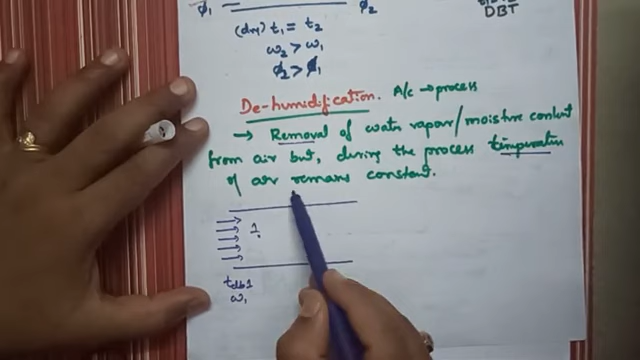 φ₁ φ₂
DBT
(dry) t₁ = t₂
ω₂ > ω₁
φ₂ > φ₁
De-humidification. A/c → process
→ Removal of water vapour/moisture content
from air but, during the process temperature
of air remains constant.
1.
tdb1
ω₁